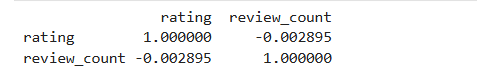 rating review_count
rating 1.000000 -0.002895
review_count -0.002895 1.000000